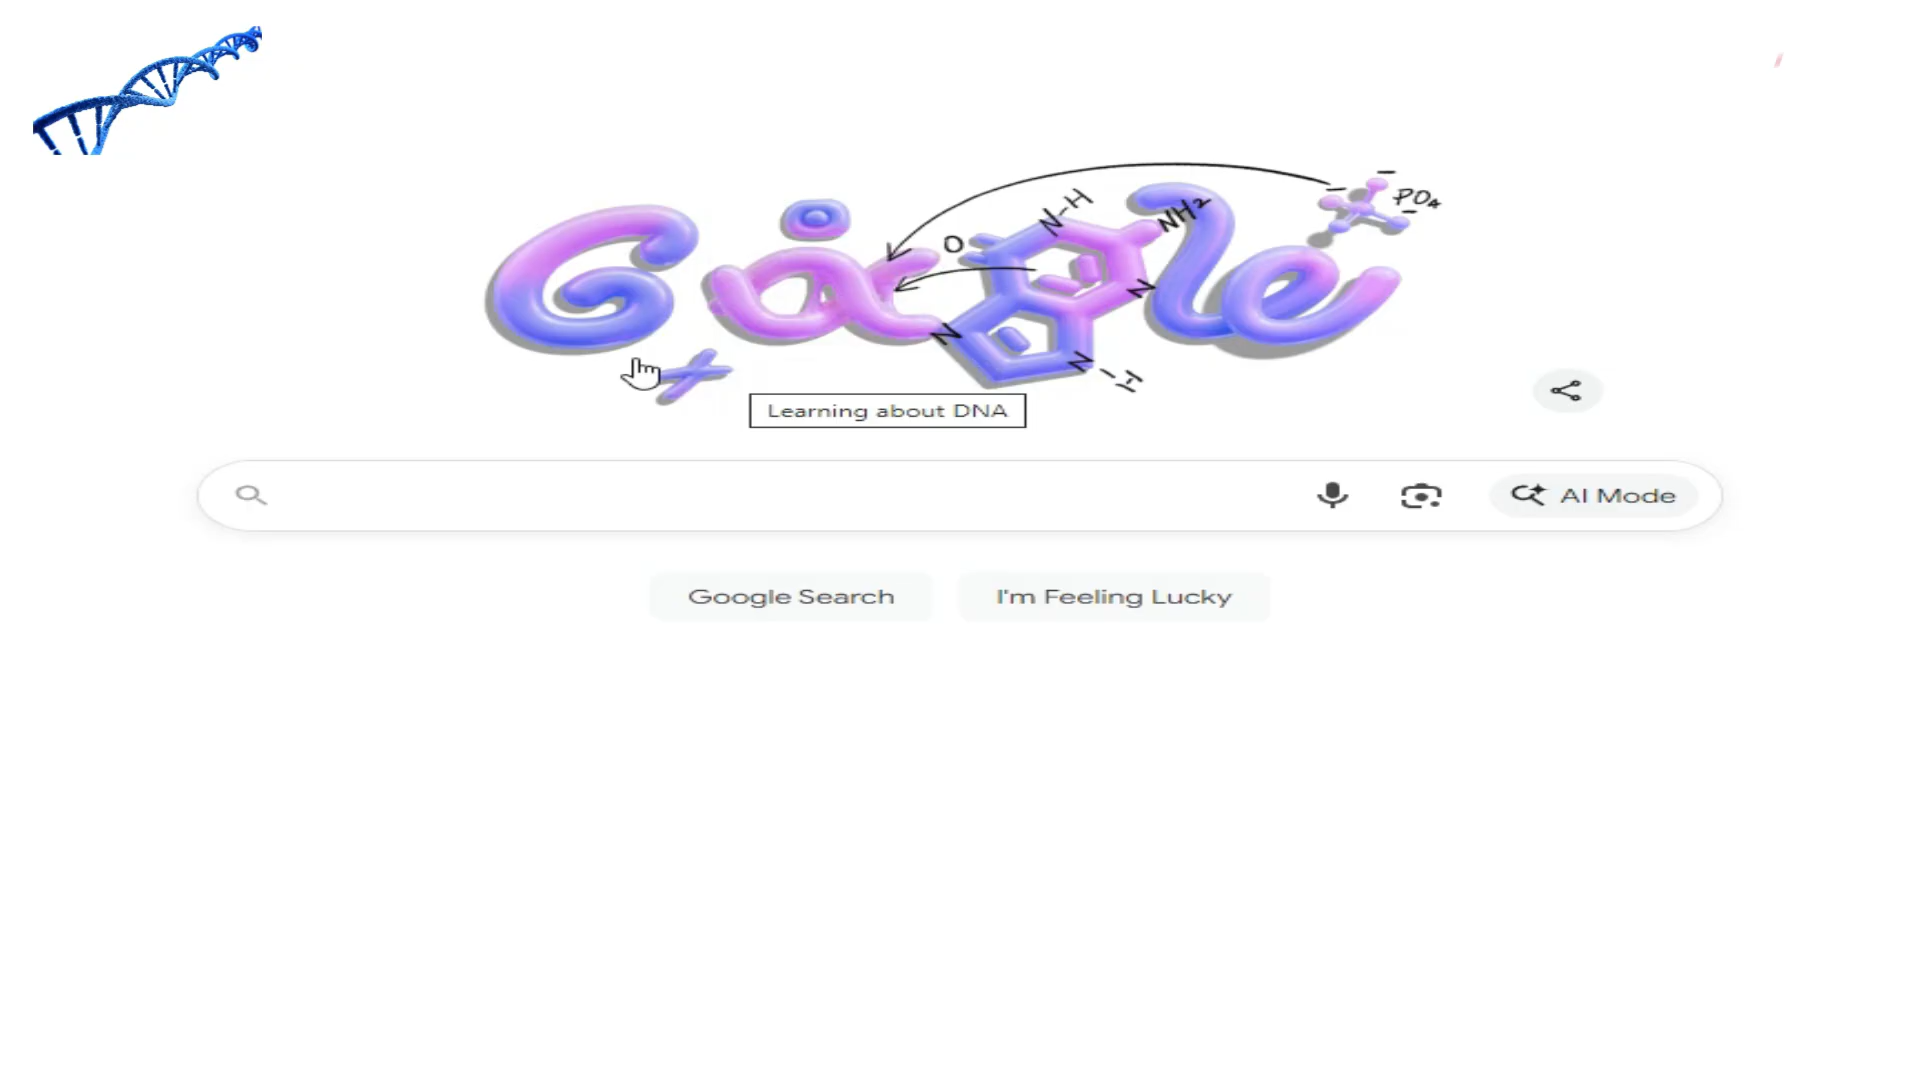 Google
N-H
NH₂
PO₄
O
N
N
N-H
Learning about DNA
AI Mode
Google Search
I'm Feeling Lucky